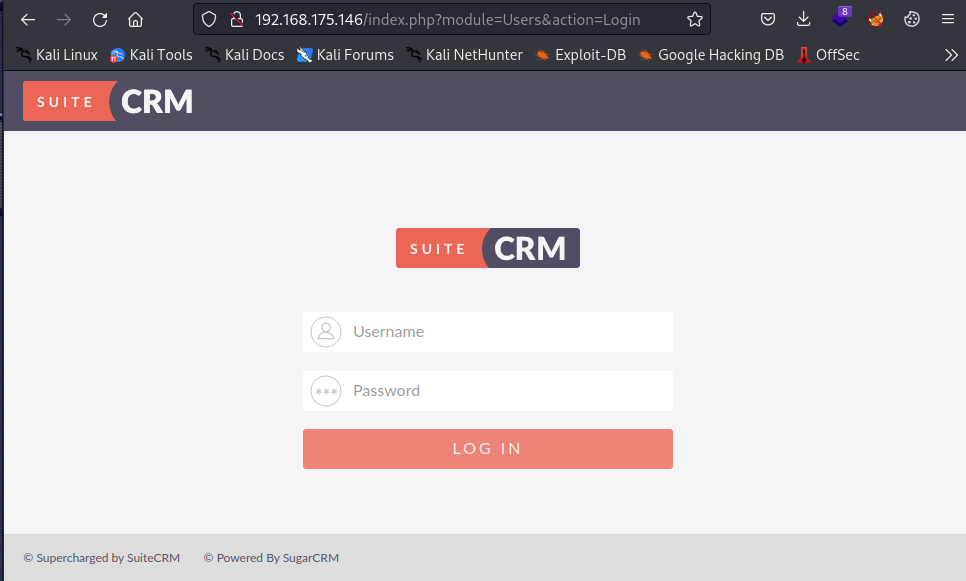 192.168.175.146/index.php?module=Users&action=Login
8
Kali Linux Kali Tools Kali Docs Kali Forums Kali NetHunter Exploit-DB Google Hacking DB OffSec
SUITE CRM
SUITE CRM
Username
*** Password
LOG IN
© Supercharged by SuiteCRM © Powered By SugarCRM